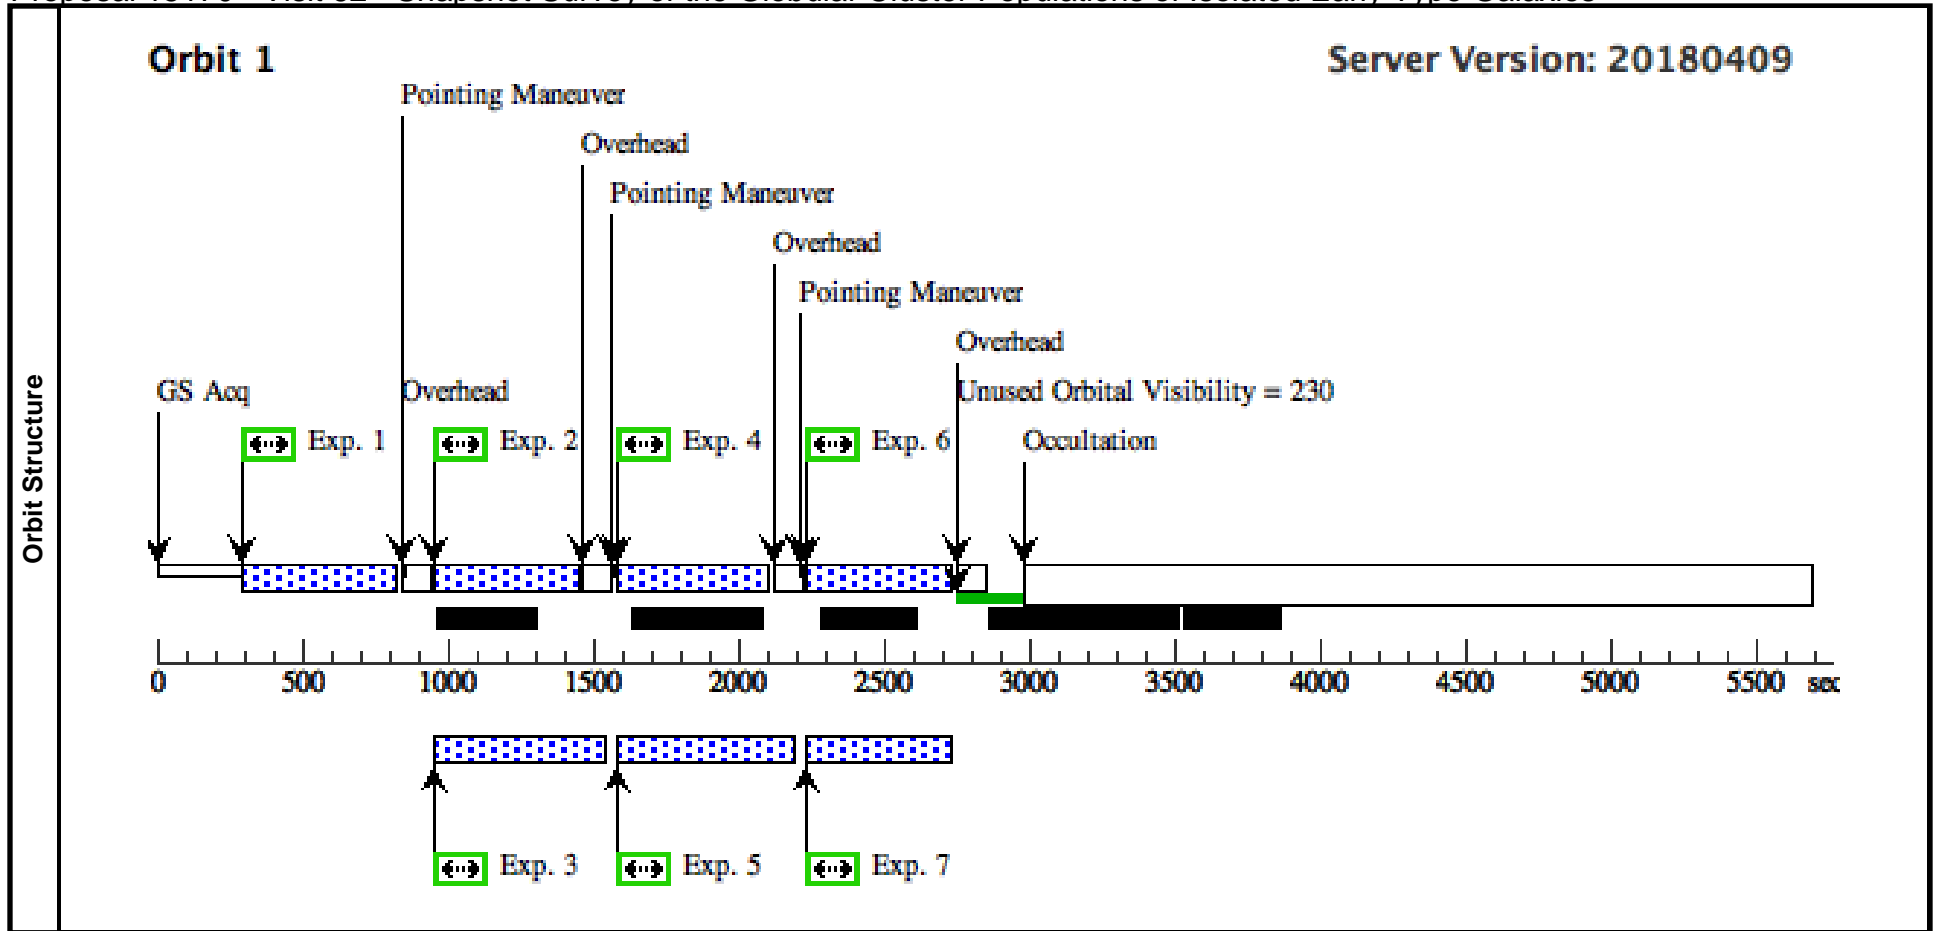 Orbit 1
Server Version: 20180409
Pointing Maneuver
Overhead
Pointing Maneuver
Overhead
Pointing Maneuver
Overhead
GS Acq
Overhead
Unused Orbital Visibility = 230
Exp. 1
Exp. 2
Exp. 4
Exp. 6
Occultation
Orbit Structure
0 500 1000 1500 2000 2500 3000 3500 4000 4500 5000 5500 sec
Exp. 3
Exp. 5
Exp. 7